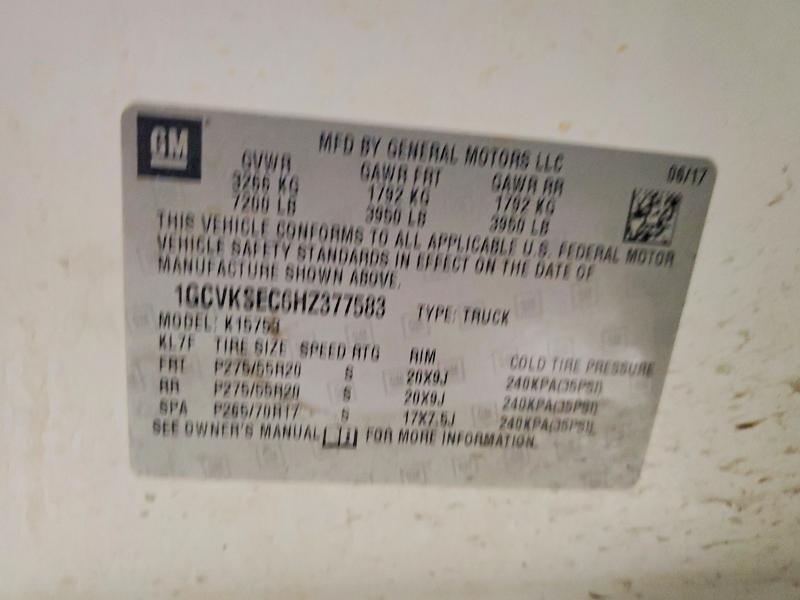 GM
MFD BY GENERAL MOTORS LLC 06/17
GVWR GAWR FRT GAWR RR
3266 KG 1792 KG 1792 KG
7200 LB 3950 LB 3950 LB
THIS VEHICLE CONFORMS TO ALL APPLICABLE U.S. FEDERAL MOTOR
VEHICLE SAFETY STANDARDS IN EFFECT ON THE DATE OF
MANUFACTURE SHOWN ABOVE.
1GCVKSEC6HZ377583 TYPE: TRUCK
MODEL: K15753
KL7F TIRE SIZE SPEED RTG RIM COLD TIRE PRESSURE
FRT P275/55R20 S 20X9J 240KPA(35PSI)
RR P275/55R20 S 20X9J 240KPA(35PSI)
SPA P265/70R17 S 17X7.5J 240KPA(35PSI)
SEE OWNER'S MANUAL FOR MORE INFORMATION.